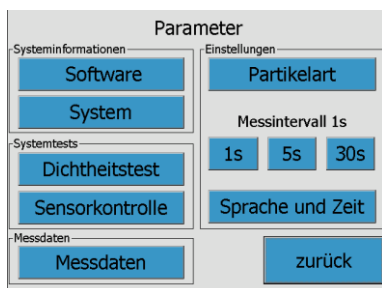 Parameter
Systeminformationen
Software
System
Systemtests
Dichtheitstest
Sensorkontrolle
Messdaten
Messdaten
Einstellungen
Partikelart
Messintervall 1s
1s 5s 30s
Sprache und Zeit
zurück